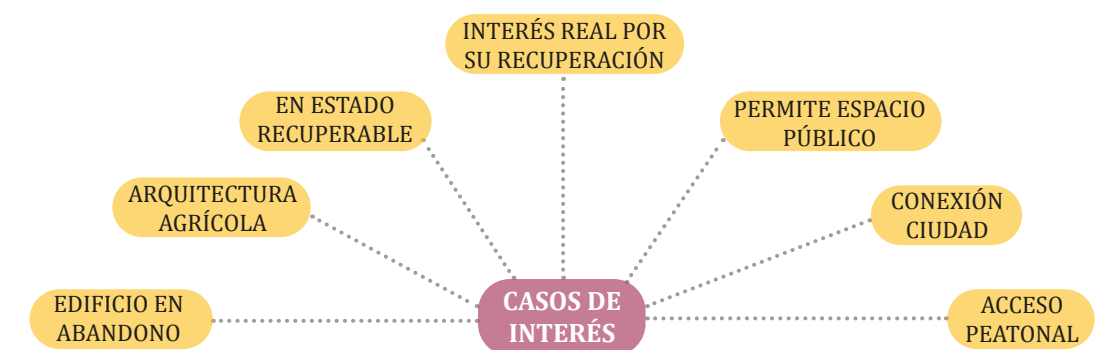 INTERÉS REAL POR
SU RECUPERACIÓN
EN ESTADO
RECUPERABLE
PERMITE ESPACIO
PÚBLICO
ARQUITECTURA
AGRÍCOLA
CONEXIÓN
CIUDAD
EDIFICIO EN
ABANDONO
CASOS DE
INTERÉS
ACCESO
PEATONAL